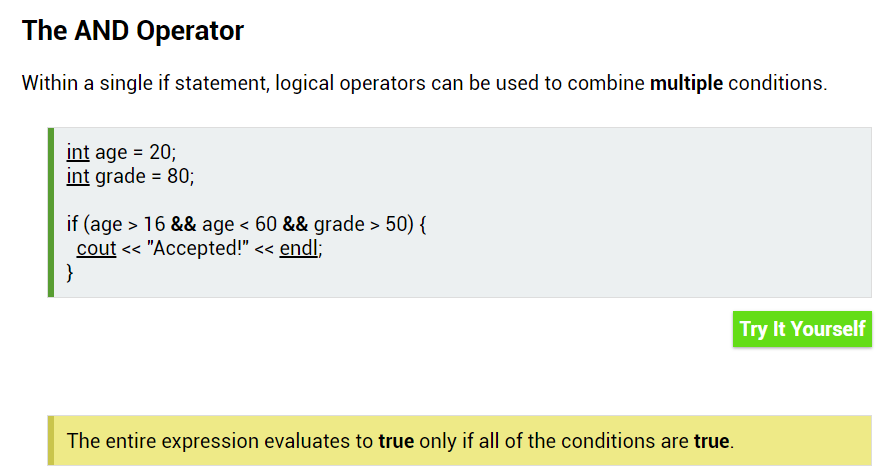 The AND Operator
Within a single if statement, logical operators can be used to combine multiple conditions.
int age = 20;
int grade = 80;
if (age > 16 && age < 60 && grade > 50) {
cout << "Accepted!" << endl;
}
Try It Yourself
The entire expression evaluates to true only if all of the conditions are true.